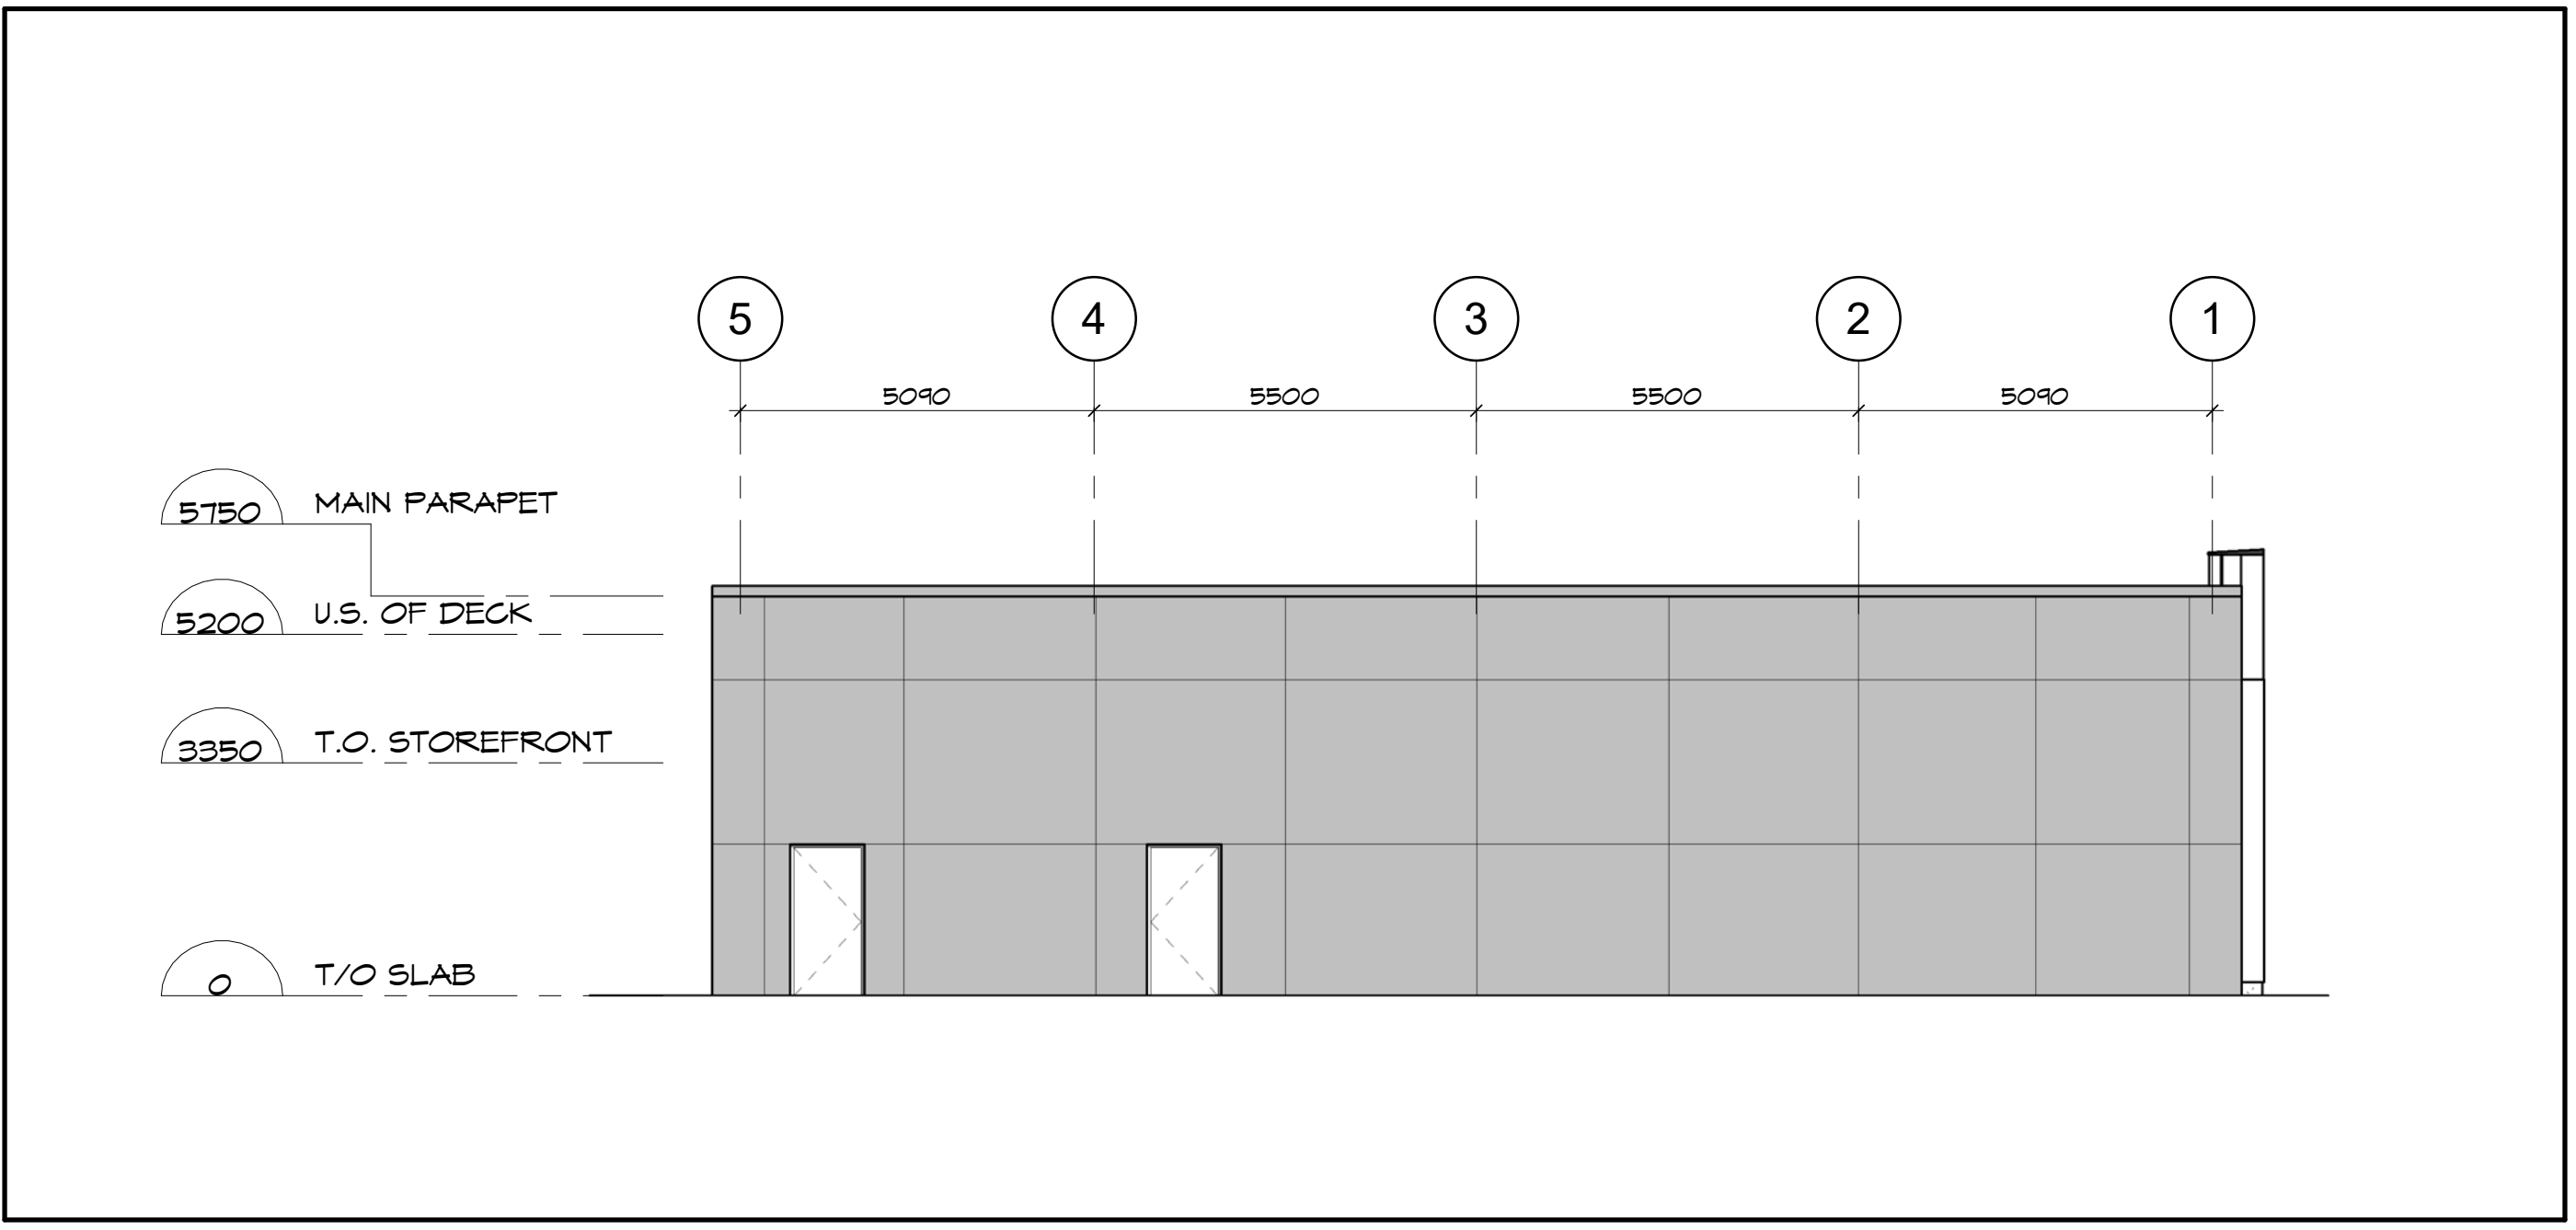 5 4 3 2 1
5090 5500 5500 5090
5750 MAIN PARAPET
5200 U.S. OF DECK
3350 T.O. STOREFRONT
0 T/O SLAB